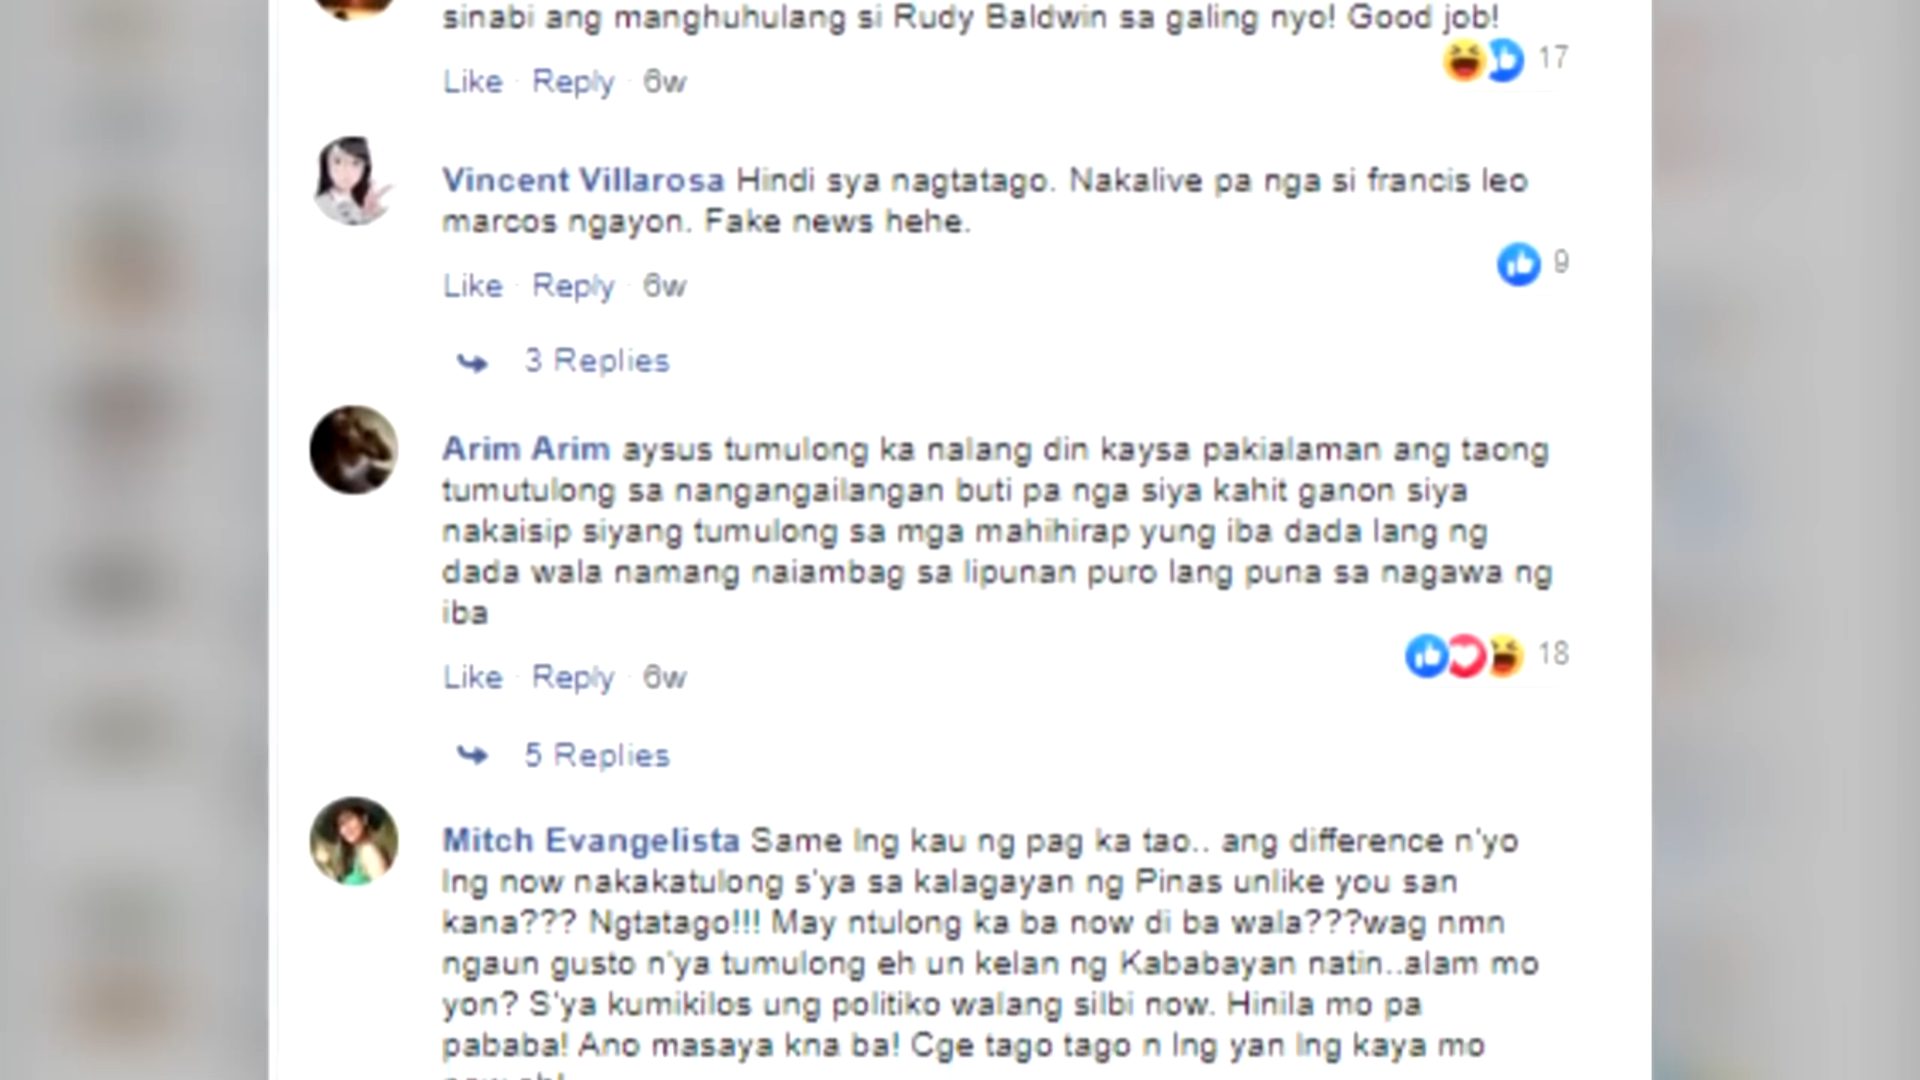 sinabi ang manghuhulang si Rudy Baldwin sa galing nyo! Good job!
17
Like · Reply · 6w
Vincent Villarosa Hindi sya nagtatago. Nakalive pa nga si francis leo
marcos ngayon. Fake news hehe.
9
Like · Reply · 6w
3 Replies
Arim Arim aysus tumulong ka nalang din kaysa pakialaman ang taong
tumutulong sa nangangailangan buti pa nga siya kahit ganon siya
nakaisip siyang tumulong sa mga mahihirap yung iba dada lang ng
dada wala namang naiambag sa lipunan puro lang puna sa nagawa ng
iba
18
Like · Reply · 6w
5 Replies
Mitch Evangelista Same lng kau ng pag ka tao.. ang difference n'yo
lng now nakakatulong s'ya sa kalagayan ng Pinas unlike you san
kana??? Ngtatago!!! May ntulong ka ba now di ba wala???wag nmn
ngaun gusto n'ya tumulong eh un kelan ng Kababayan natin..alam mo
yon? S'ya kumikilos ung politiko walang silbi now. Hinila mo pa
pababa! Ano masaya kna ba! Cge tago tago n lng yan lng kaya mo